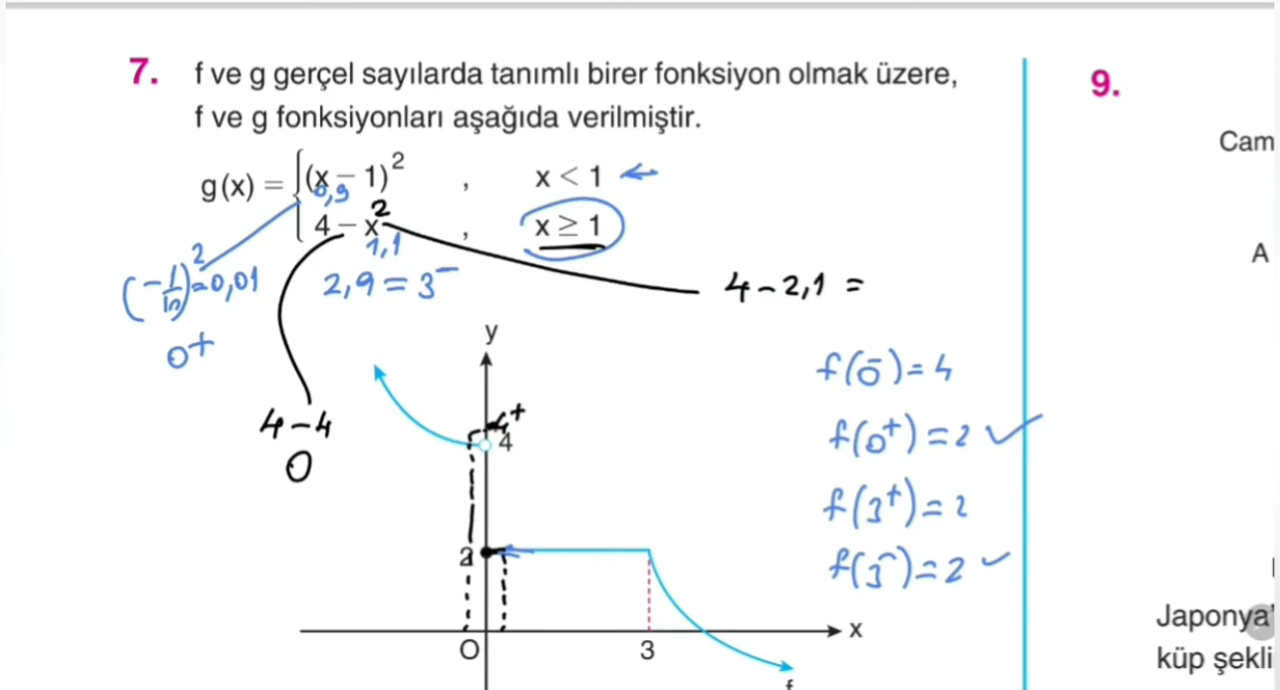 7. f ve g gerçel sayılarda tanımlı birer fonksiyon olmak üzere,
f ve g fonksiyonları aşağıda verilmiştir.
g(x) = { (x − 1)² , x < 1 ←
0,9
4 − x² , x ≥ 1
1,1
(−1/10)² = 0,01
2,9 = 3⁻
4 − 2,1 =
0⁺
4 − 4
0
y
4⁺
4
2
O
3
x
f
f(0⁻) = 4
f(0⁺) = 2 ✓
f(3⁺) = 2
f(3⁻) = 2 ✓
9.
Cam
A
Japonya'
küp şekli